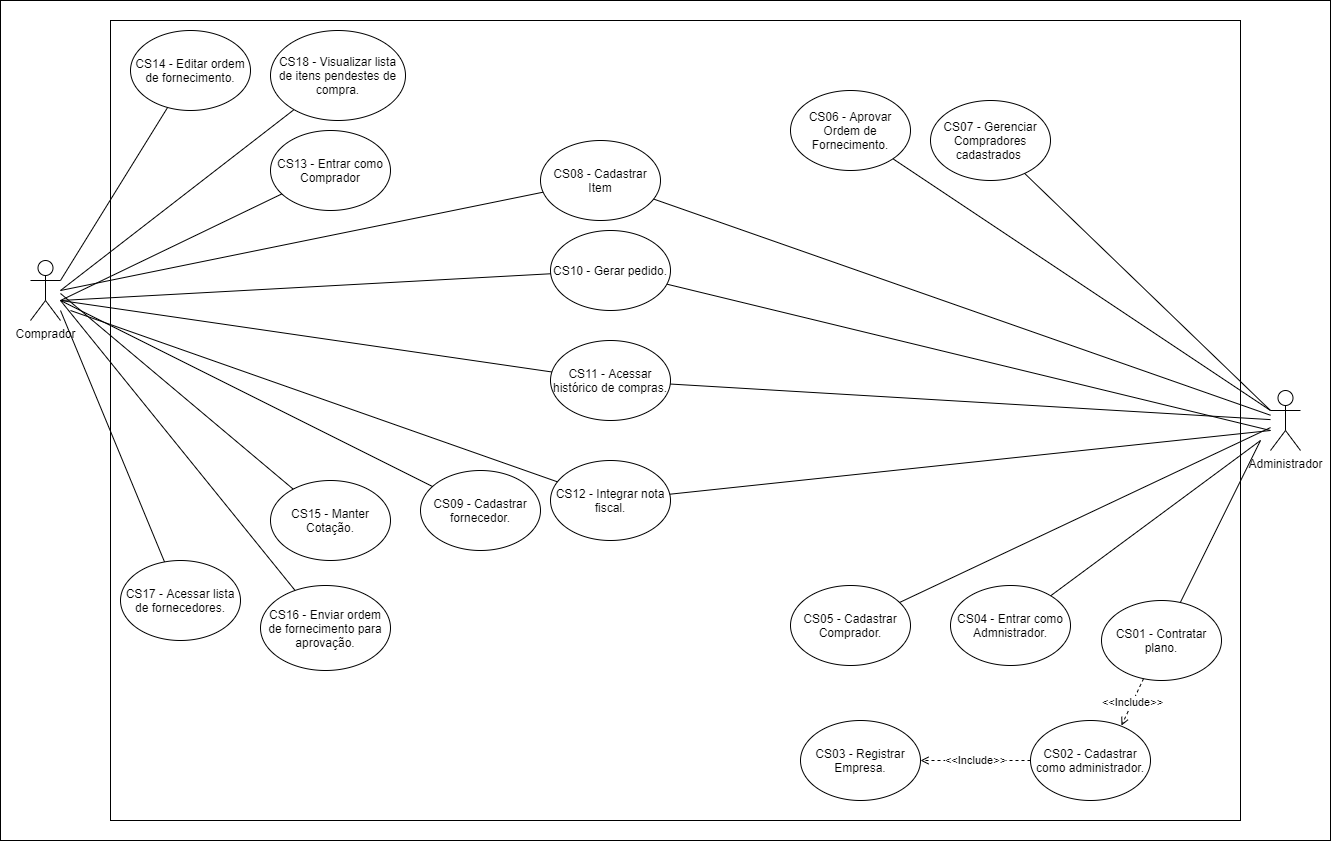 CS14 - Editar ordem
de fornecimento.
CS18 - Visualizar lista
de itens pendestes de
compra.
CS06 - Aprovar
Ordem de
Fornecimento.
CS07 - Gerenciar
Compradores
cadastrados
CS13 - Entrar como
Comprador
CS08 - Cadastrar
Item
CS10 - Gerar pedido.
Comprador
CS11 - Acessar
histórico de compras.
Administrador
CS12 - Integrar nota
fiscal.
CS09 - Cadastrar
fornecedor.
CS15 - Manter
Cotação.
CS17 - Acessar lista
de fornecedores.
CS16 - Enviar ordem
de fornecimento para
aprovação.
CS05 - Cadastrar
Comprador.
CS04 - Entrar como
Admnistrador.
CS01 - Contratar
plano.
<<Include>>
CS03 - Registrar
Empresa.
<<Include>>
CS02 - Cadastrar
como administrador.